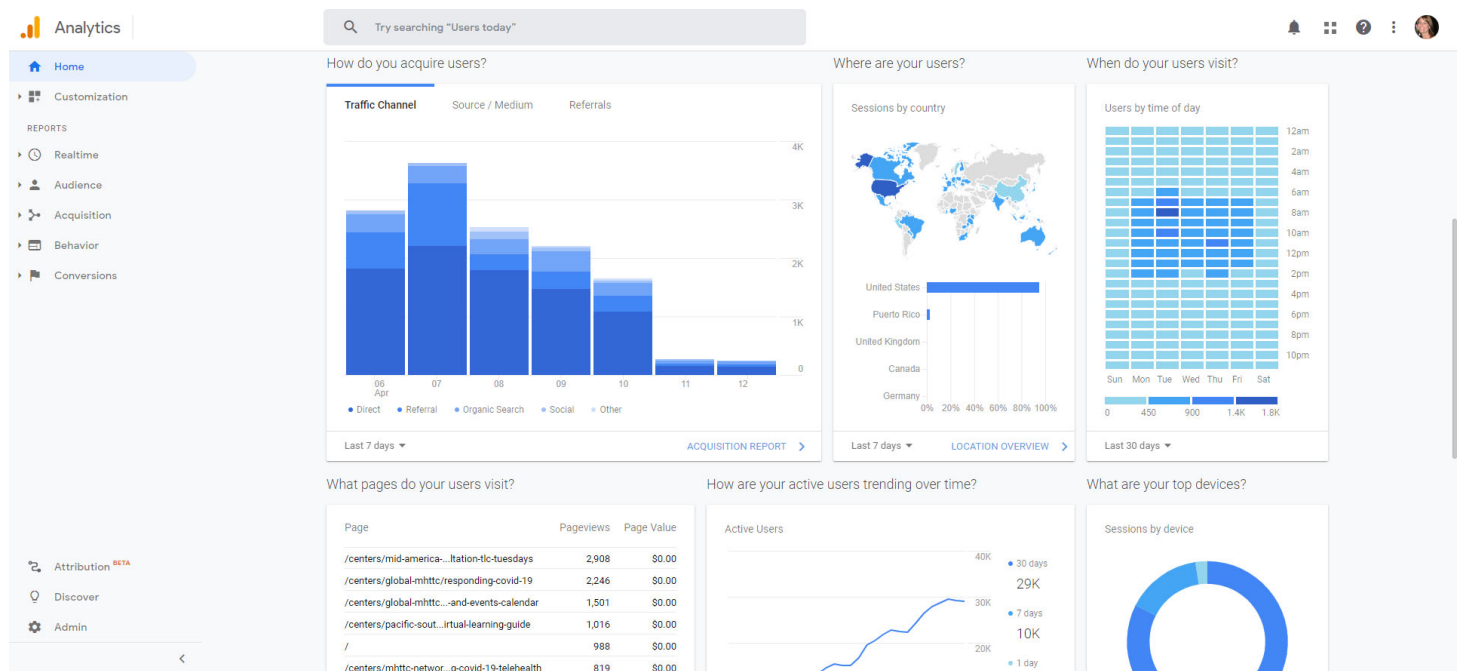 Analytics
Try searching "Users today"
Home
Customization
REPORTS
Realtime
Audience
Acquisition
Behavior
Conversions
Attribution BETA
Discover
Admin
How do you acquire users?
Traffic Channel Source / Medium Referrals
4K
3K
2K
1K
0
06 07 08 09 10 11 12
Apr
Direct Referral Organic Search Social Other
Last 7 days ACQUISITION REPORT
Where are your users?
Sessions by country
United States
Puerto Rico
United Kingdom
Canada
Germany
0% 20% 40% 60% 80% 100%
Last 7 days LOCATION OVERVIEW
When do your users visit?
Users by time of day
12am
2am
4am
6am
8am
10am
12pm
2pm
4pm
6pm
8pm
10pm
Sun Mon Tue Wed Thu Fri Sat
0 450 900 1.4K 1.8K
Last 30 days
What pages do your users visit?
Page Pageviews Page Value
/centers/mid-america-...ltation-tlc-tuesdays 2,908 $0.00
/centers/global-mhttc/responding-covid-19 2,246 $0.00
/centers/global-mhttc...-and-events-calendar 1,501 $0.00
/centers/pacific-sout...irtual-learning-guide 1,016 $0.00
/ 988 $0.00
/centers/mhttc-networ...g-covid-19-telehealth 819 $0.00
How are your active users trending over time?
Active Users
40K
30K
20K
30 days
29K
7 days
10K
1 day
What are your top devices?
Sessions by device